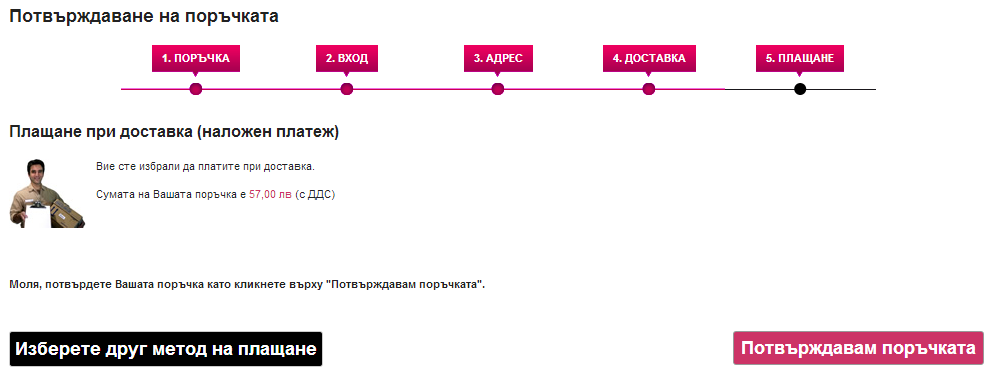 Потвърждаване на поръчката
1. ПОРЪЧКА
2. ВХОД
3. АДРЕС
4. ДОСТАВКА
5. ПЛАЩАНЕ
Плащане при доставка (наложен платеж)
Вие сте избрали да платите при доставка.
Сумата на Вашата поръчка е 57,00 лв (с ДДС)
Моля, потвърдете Вашата поръчка като кликнете върху "Потвърждавам поръчката".
Изберете друг метод на плащане
Потвърждавам поръчката